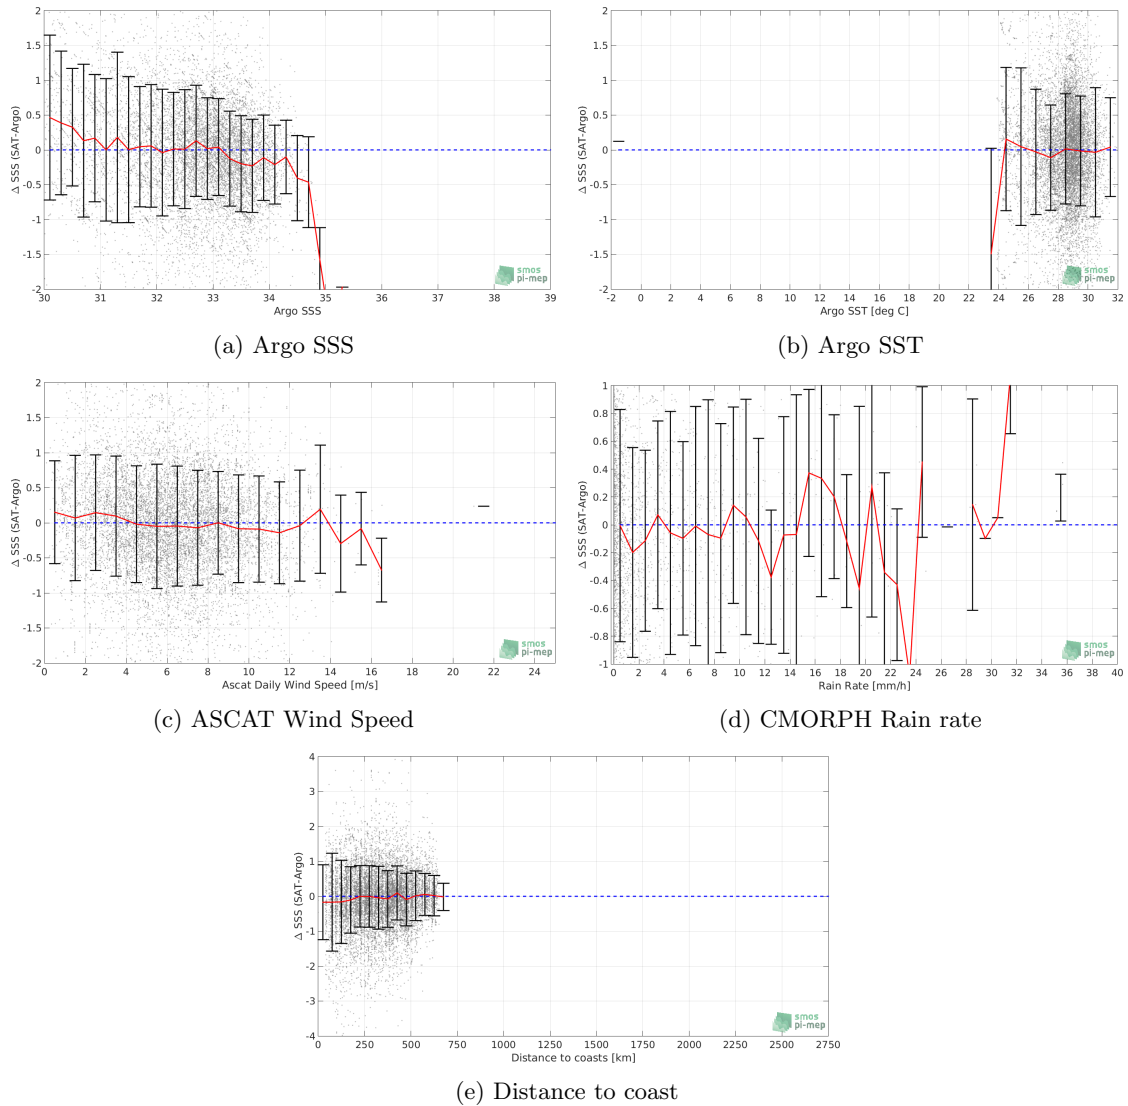 2
1.5
1
0.5
0
-0.5
-1
-1.5
-2
Δ SSS (SAT-Argo)
30 31 32 33 34 35 36 37 38 39
Argo SSS
smos
pi-mep
(a) Argo SSS
2
1.5
1
0.5
0
-0.5
-1
-1.5
-2
Δ SSS (SAT-Argo)
-2 0 2 4 6 8 10 12 14 16 18 20 22 24 26 28 30 32
Argo SST [deg C]
smos
pi-mep
(b) Argo SST
2
1.5
1
0.5
0
-0.5
-1
-1.5
-2
Δ SSS (SAT-Argo)
0 2 4 6 8 10 12 14 16 18 20 22 24
Ascat Daily Wind Speed [m/s]
smos
pi-mep
(c) ASCAT Wind Speed
1
0.8
0.6
0.4
0.2
0
-0.2
-0.4
-0.6
-0.8
-1
Δ SSS (SAT-Argo)
0 2 4 6 8 10 12 14 16 18 20 22 24 26 28 30 32 34 36 38 40
Rain Rate [mm/h]
smos
pi-mep
(d) CMORPH Rain rate
4
3
2
1
0
-1
-2
-3
-4
Δ SSS (SAT-Argo)
0 250 500 750 1000 1250 1500 1750 2000 2250 2500 2750
Distance to coasts [km]
smos
pi-mep
(e) Distance to coast